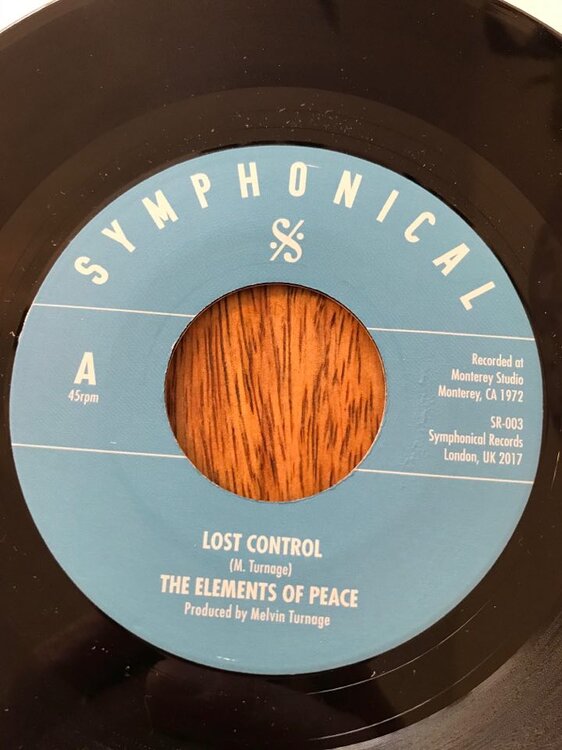 SYMPHONICAL
A
45rpm
Recorded at
Monterey Studio
Monterey, CA 1972
SR-003
Symphonical Records
London, UK 2017
LOST CONTROL
(M. Turnage)
THE ELEMENTS OF PEACE
Produced by Melvin Turnage